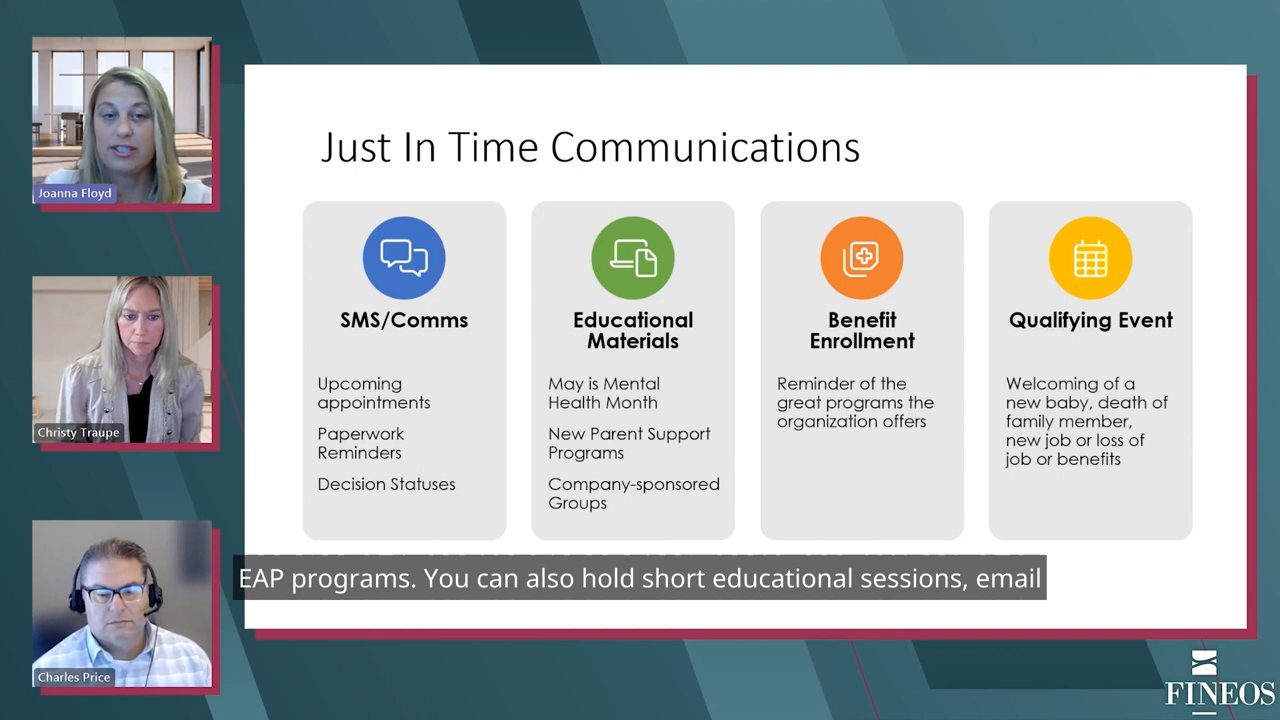 Joanna Floyd
Christy Traupe
Charles Price
Just In Time Communications
SMS/Comms
Upcoming
appointments
Paperwork
Reminders
Decision Statuses
Educational
Materials
May is Mental
Health Month
New Parent Support
Programs
Company-sponsored
Groups
Benefit
Enrollment
Reminder of the
great programs the
organization offers
Qualifying Event
Welcoming of a
new baby, death of
family member,
new job or loss of
job or benefits
EAP programs. You can also hold short educational sessions, email
FINEOS